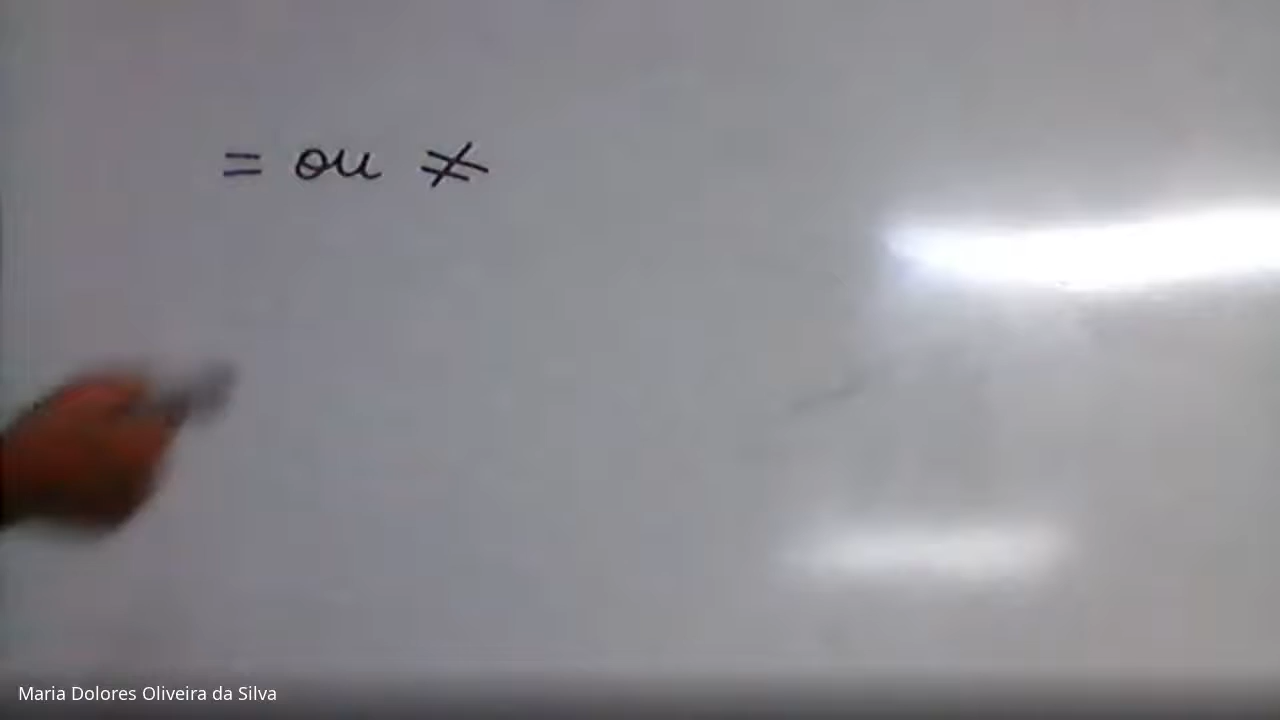 = ou ≠
Maria Dolores Oliveira da Silva